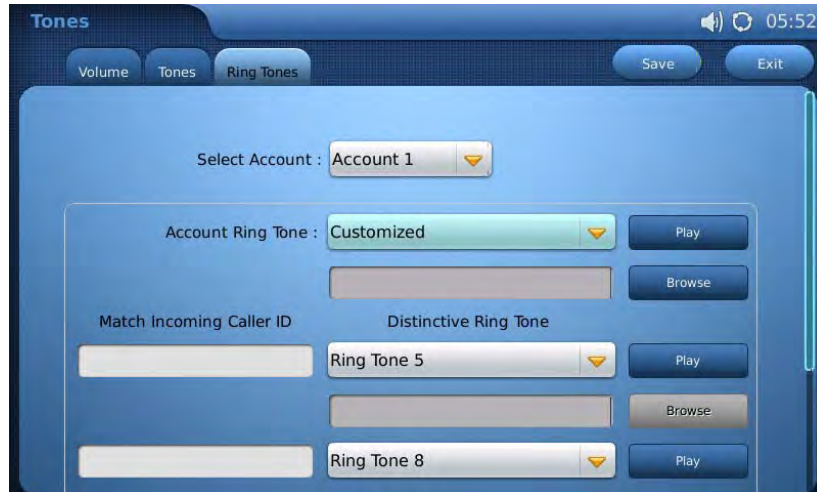 Tones 05:52
Volume Tones Ring Tones Save Exit
Select Account : Account 1
Account Ring Tone : Customized Play
Browse
Match Incoming Caller ID Distinctive Ring Tone
Ring Tone 5 Play
Browse
Ring Tone 8 Play